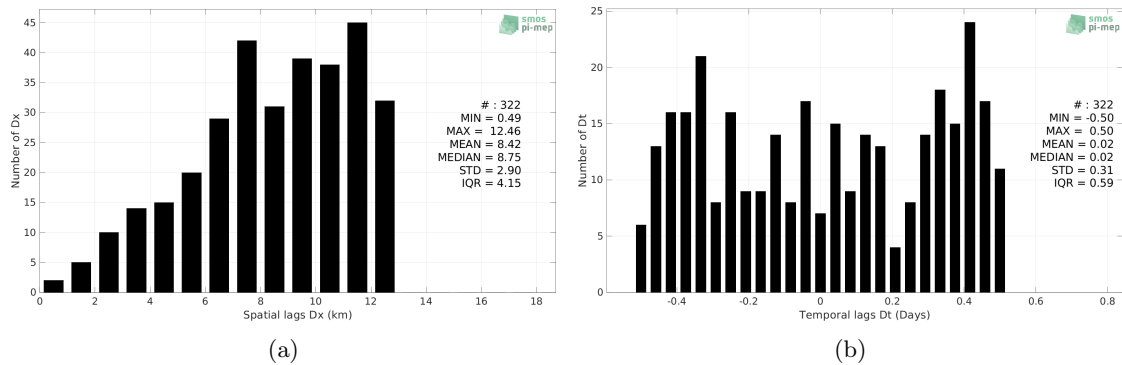 45
40
35
30
25
20
15
10
5
0
Number of Dx
0 2 4 6 8 10 12 14 16 18
Spatial lags Dx (km)
smos
pi-mep
# : 322
MIN = 0.49
MAX = 12.46
MEAN = 8.42
MEDIAN = 8.75
STD = 2.90
IQR = 4.15
(a)
25
20
15
10
5
0
Number of Dt
-0.4 -0.2 0 0.2 0.4 0.6 0.8
Temporal lags Dt (Days)
smos
pi-mep
# : 322
MIN = -0.50
MAX = 0.50
MEAN = 0.02
MEDIAN = 0.02
STD = 0.31
IQR = 0.59
(b)